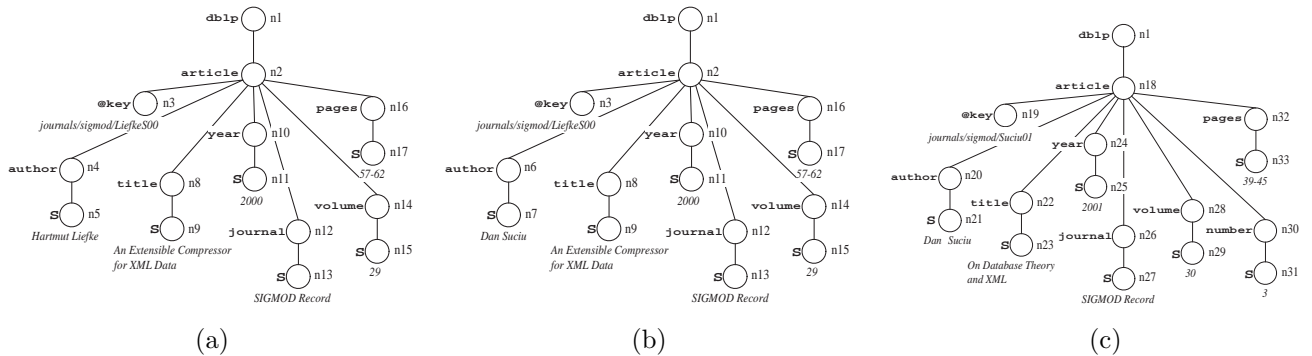 dblp n1
article n2
@key n3
journals/sigmod/LiefkeS00
pages n16
S n17
57-62
year n10
S n11
2000
author n4
S n5
Hartmut Liefke
title n8
S n9
An Extensible Compressor
for XML Data
volume n14
S n15
29
journal n12
S n13
SIGMOD Record
(a)
dblp n1
article n2
@key n3
journals/sigmod/LiefkeS00
pages n16
S n17
57-62
year n10
S n11
2000
author n6
S n7
Dan Suciu
title n8
S n9
An Extensible Compressor
for XML Data
volume n14
S n15
29
journal n12
S n13
SIGMOD Record
(b)
dblp n1
article n18
@key n19
journals/sigmod/Suciu01
pages n32
S n33
39-45
year n24
S n25
2001
author n20
S n21
Dan Suciu
title n22
S n23
On Database Theory
and XML
volume n28
S n29
30
number n30
S n31
3
journal n26
S n27
SIGMOD Record
(c)